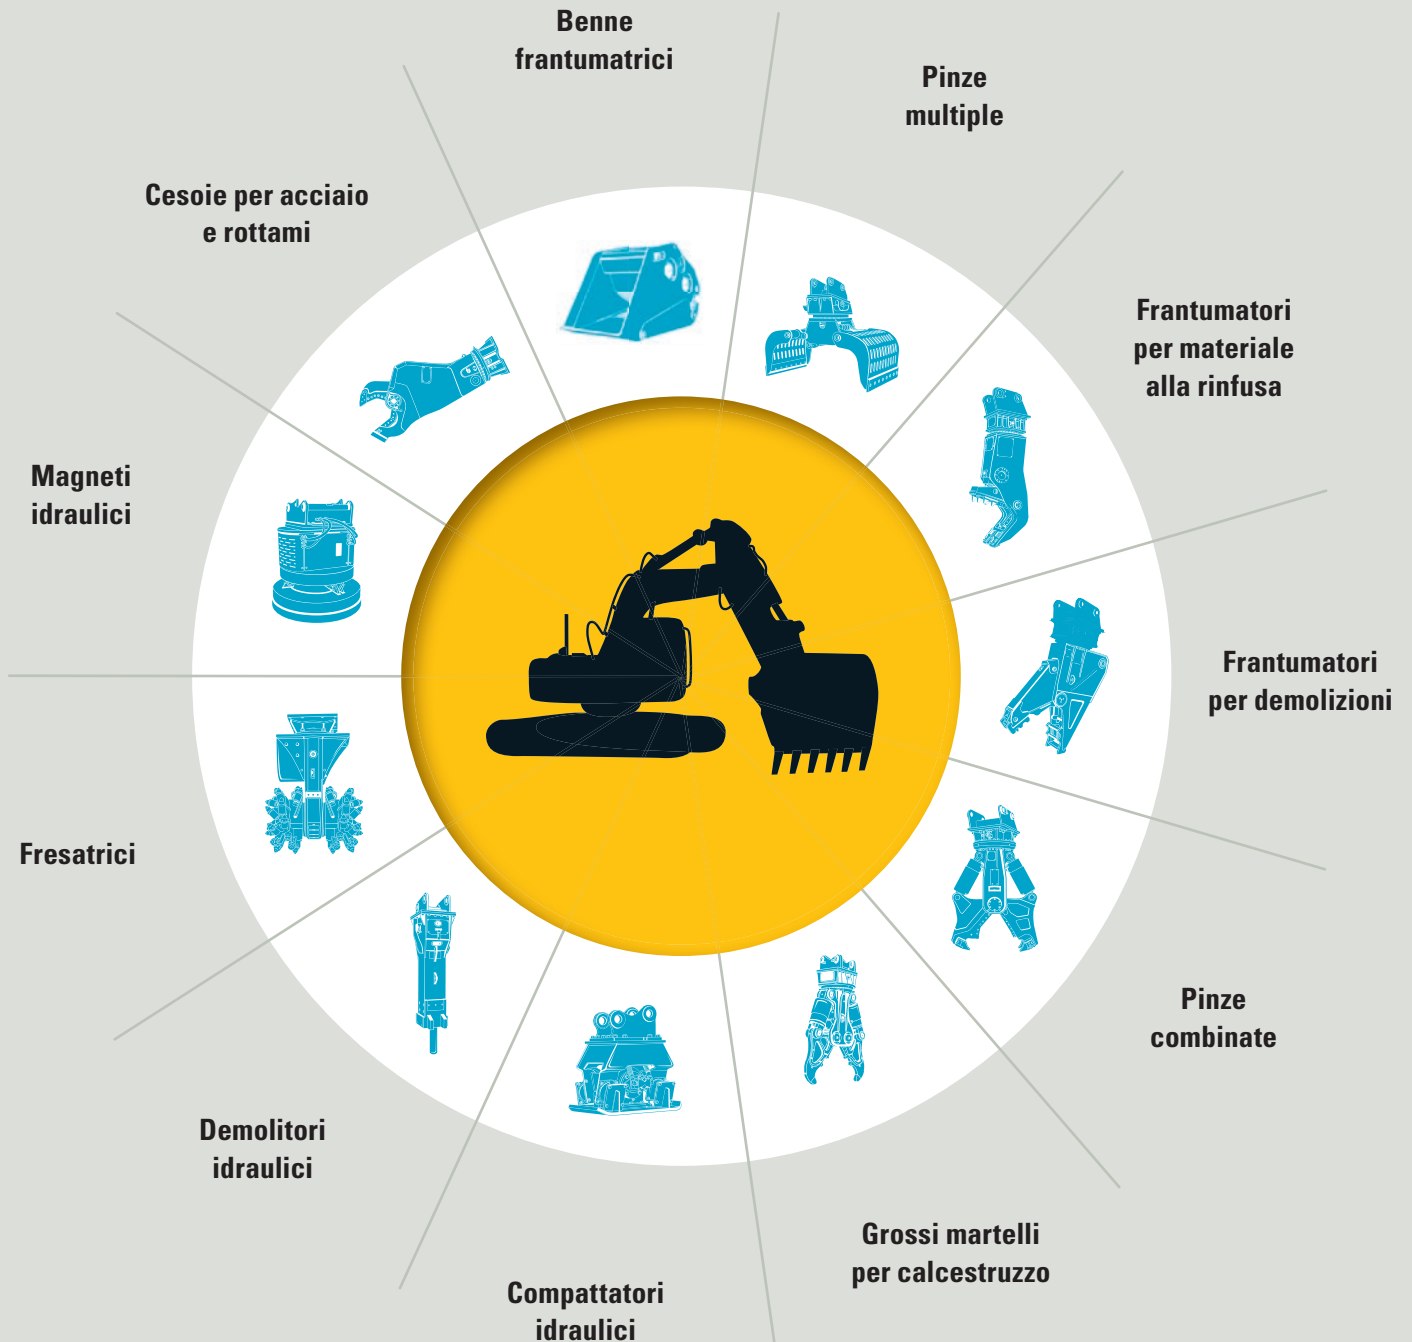 Benne
frantumatrici
Pinze
multiple
Frantumatori
per materiale
alla rinfusa
Frantumatori
per demolizioni
Pinze
combinate
Grossi martelli
per calcestruzzo
Compattatori
idraulici
Demolitori
idraulici
Fresatrici
Magneti
idraulici
Cesoie per acciaio
e rottami